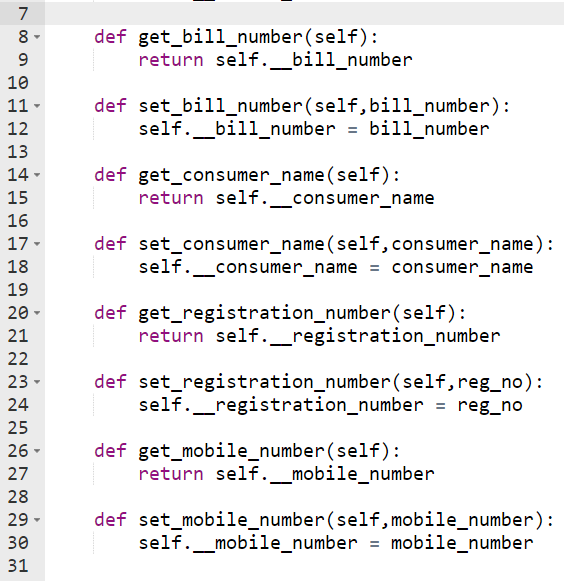 7
8 def get_bill_number(self):
9 return self.__bill_number
10
11 def set_bill_number(self,bill_number):
12 self.__bill_number = bill_number
13
14 def get_consumer_name(self):
15 return self.__consumer_name
16
17 def set_consumer_name(self,consumer_name):
18 self.__consumer_name = consumer_name
19
20 def get_registration_number(self):
21 return self.__registration_number
22
23 def set_registration_number(self,reg_no):
24 self.__registration_number = reg_no
25
26 def get_mobile_number(self):
27 return self.__mobile_number
28
29 def set_mobile_number(self,mobile_number):
30 self.__mobile_number = mobile_number
31